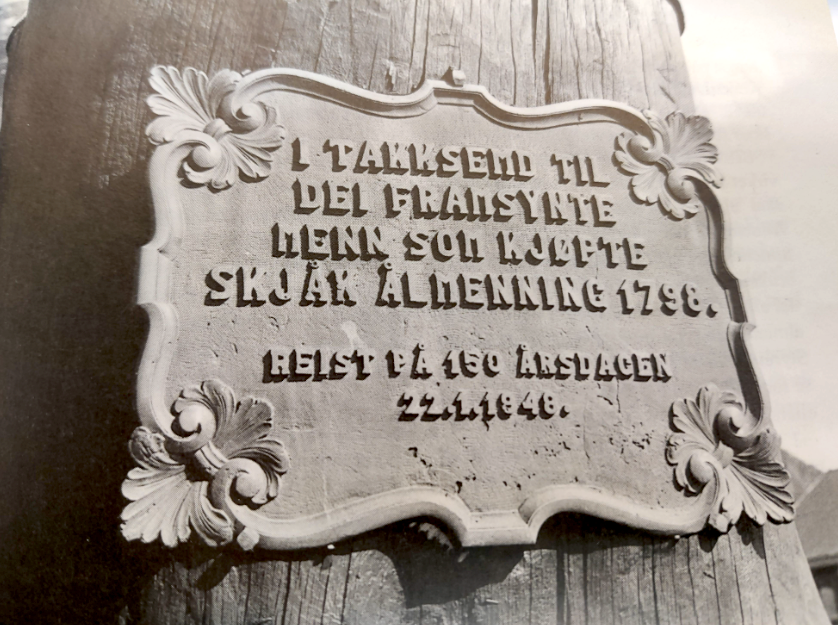 I TAKKSEMD TIL
DEI FRAMSYNTE
MENN SOM KJØPTE
SKJÅK ÅLMENNING 1798.
REIST PÅ 150 ÅRSDAGEN
22.1.1948.